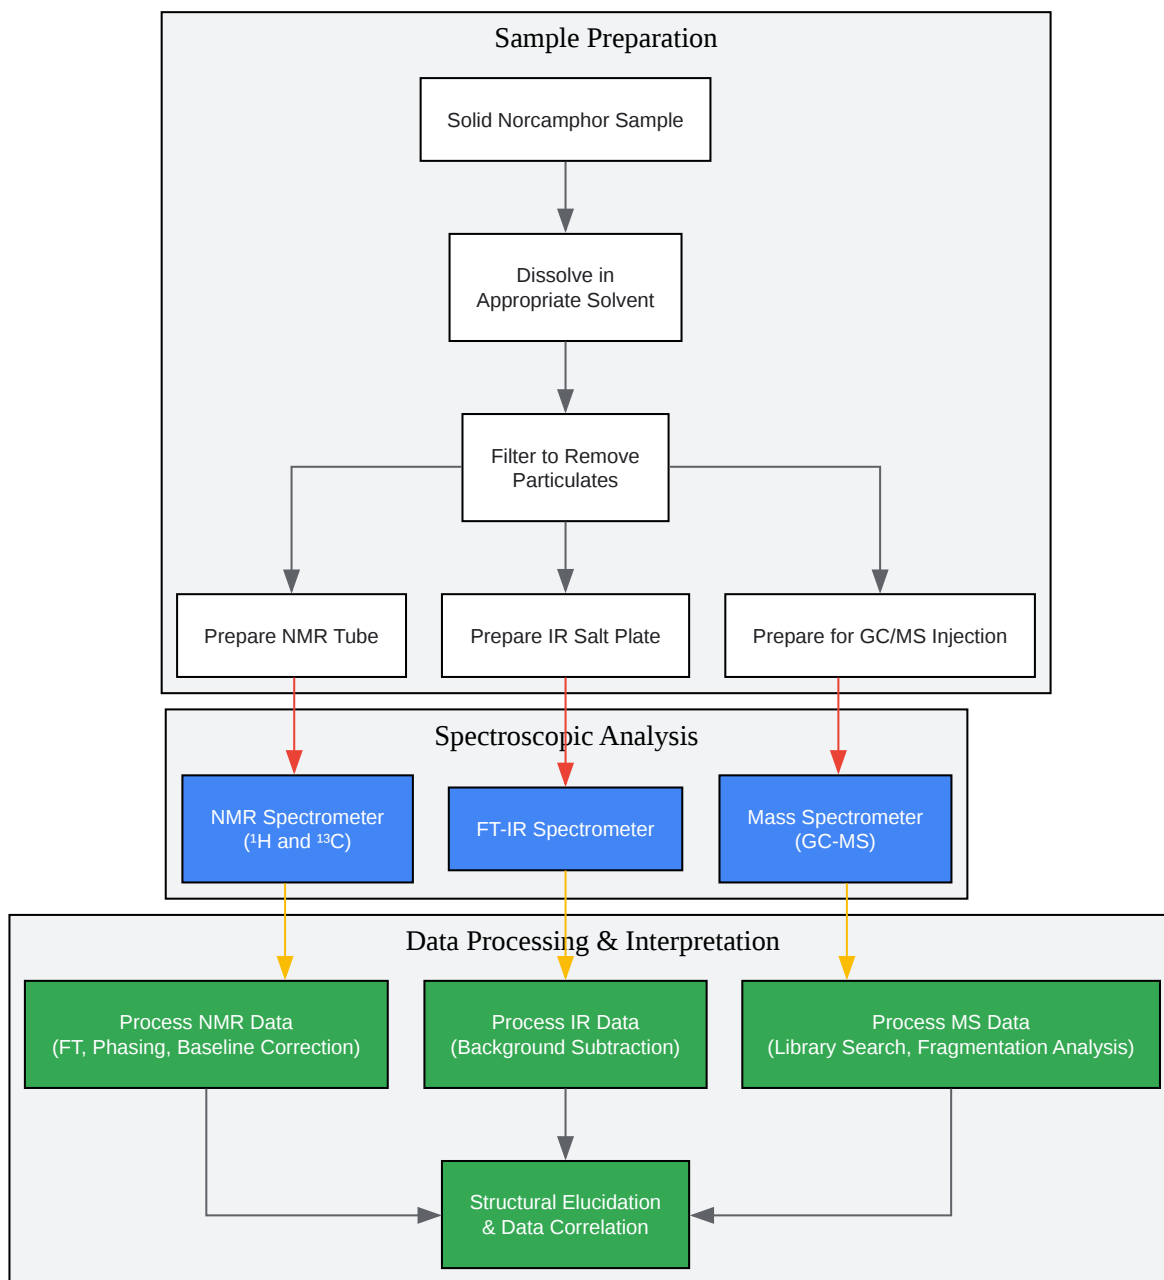 Sample Preparation
Solid Norcamphor Sample
Dissolve in
Appropriate Solvent
Filter to Remove
Particulates
Prepare NMR Tube
Prepare IR Salt Plate
Prepare for GC/MS Injection
Spectroscopic Analysis
NMR Spectrometer
(¹H and ¹³C)
FT-IR Spectrometer
Mass Spectrometer
(GC-MS)
Data Processing & Interpretation
Process NMR Data
(FT, Phasing, Baseline Correction)
Process IR Data
(Background Subtraction)
Process MS Data
(Library Search, Fragmentation Analysis)
Structural Elucidation
& Data Correlation